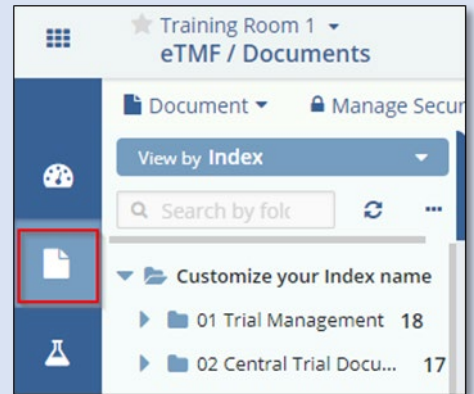 Training Room 1
eTMF / Documents
Document Manage Secur
View by Index
Search by folc
Customize your Index name
01 Trial Management 18
02 Central Trial Docu... 17